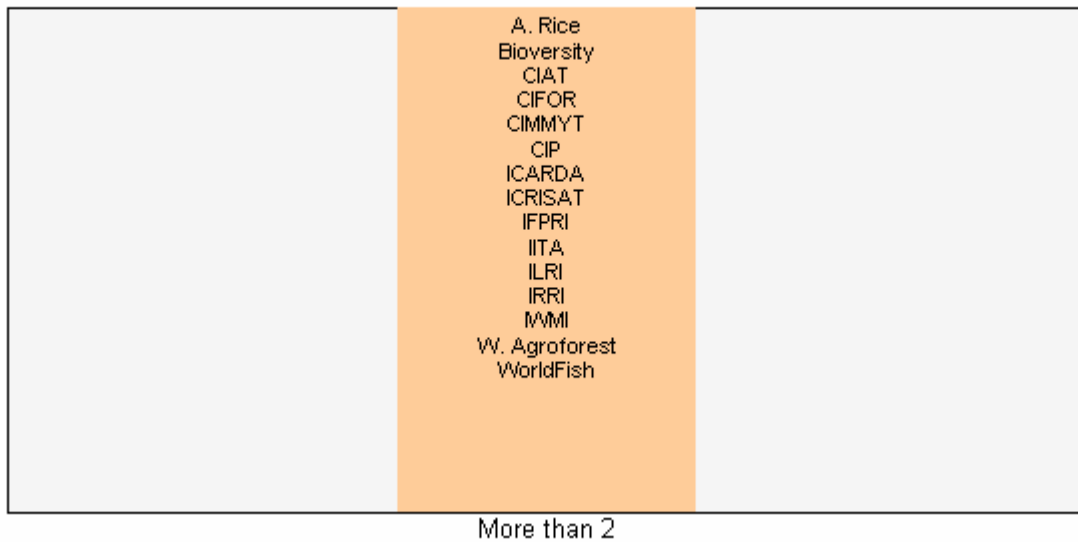 A. Rice
Bioversity
CIAT
CIFOR
CIMMYT
CIP
ICARDA
ICRISAT
IFPRI
IITA
ILRI
IRRI
IWMI
W. Agroforest
WorldFish
More than 2